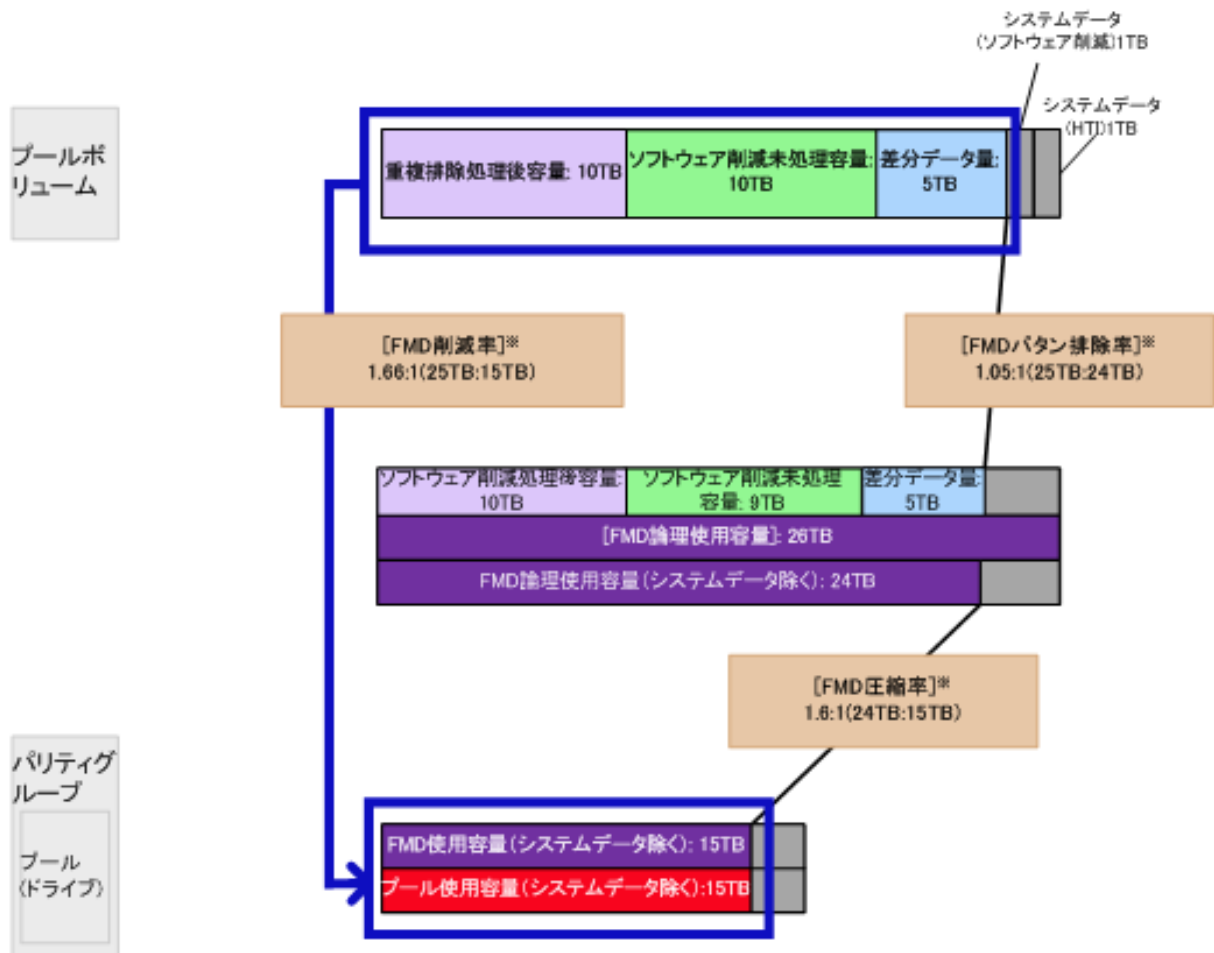 システムデータ
(ソフトウェア削減)1TB
システムデータ
(HTI)1TB
プールボ
リューム
重複排除処理後容量: 10TB
ソフトウェア削減未処理容量:
10TB
差分データ量:
5TB
[FMD削減率]※
1.66:1(25TB:15TB)
[FMDパタン排除率]※
1.05:1(25TB:24TB)
ソフトウェア削減処理後容量:
10TB
ソフトウェア削減未処理
容量: 9TB
差分データ量:
5TB
[FMD論理使用容量]: 26TB
FMD論理使用容量(システムデータ除く): 24TB
[FMD圧縮率]※
1.6:1(24TB:15TB)
パリティグ
ループ
プール
(ドライブ)
FMD使用容量(システムデータ除く): 15TB
プール使用容量(システムデータ除く):15TB